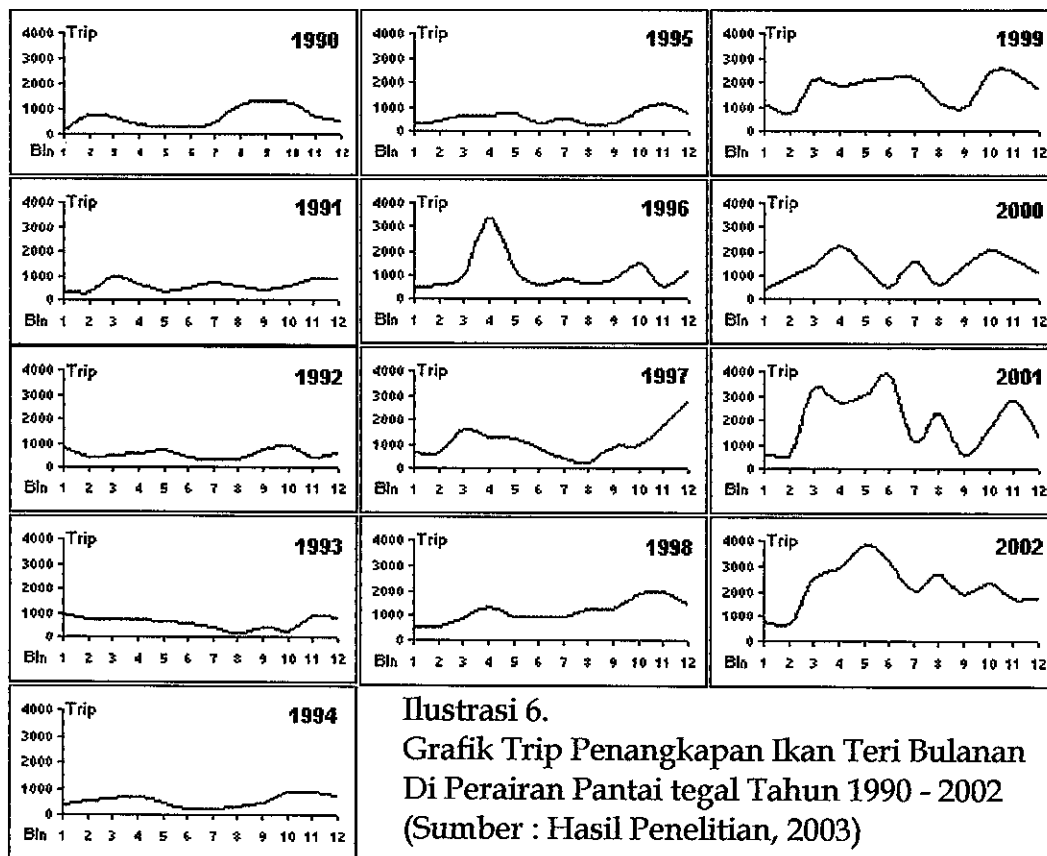 4000 Trip 1990
3000
2000
1000
0
Bln 1 2 3 4 5 6 7 8 9 10 11 12
4000 Trip 1991
3000
2000
1000
0
Bln 1 2 3 4 5 6 7 8 9 10 11 12
4000 Trip 1992
3000
2000
1000
0
Bln 1 2 3 4 5 6 7 8 9 10 11 12
4000 Trip 1993
3000
2000
1000
0
Bln 1 2 3 4 5 6 7 8 9 10 11 12
4000 Trip 1994
3000
2000
1000
0
Bln 1 2 3 4 5 6 7 8 9 10 11 12
4000 Trip 1995
3000
2000
1000
0
Bln 1 2 3 4 5 6 7 8 9 10 11 12
4000 Trip 1996
3000
2000
1000
0
Bln 1 2 3 4 5 6 7 8 9 10 11 12
4000 Trip 1997
3000
2000
1000
0
Bln 1 2 3 4 5 6 7 8 9 10 11 12
4000 Trip 1998
3000
2000
1000
0
Bln 1 2 3 4 5 6 7 8 9 10 11 12
4000 Trip 1999
3000
2000
1000
0
Bln 1 2 3 4 5 6 7 8 9 10 11 12
4000 Trip 2000
3000
2000
1000
0
Bln 1 2 3 4 5 6 7 8 9 10 11 12
4000 Trip 2001
3000
2000
1000
0
Bln 1 2 3 4 5 6 7 8 9 10 11 12
4000 Trip 2002
3000
2000
1000
0
Bln 1 2 3 4 5 6 7 8 9 10 11 12
Ilustrasi 6.
Grafik Trip Penangkapan Ikan Teri Bulanan
Di Perairan Pantai tegal Tahun 1990 - 2002
(Sumber : Hasil Penelitian, 2003)